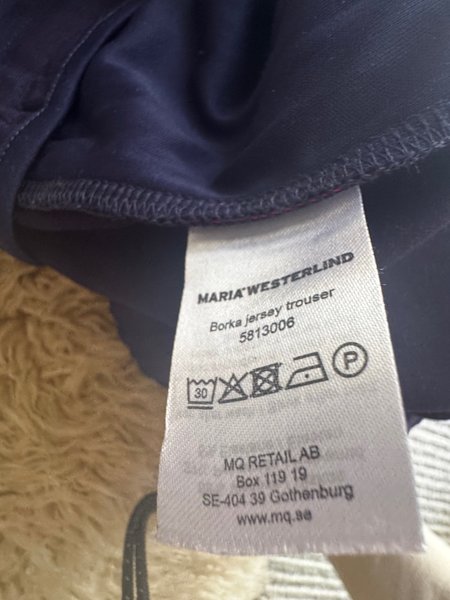 MARIA*WESTERLIND
Borka jersey trouser
5813006
30 P
MQ RETAIL AB
Box 119 19
SE-404 39 Gothenburg
www.mq.se